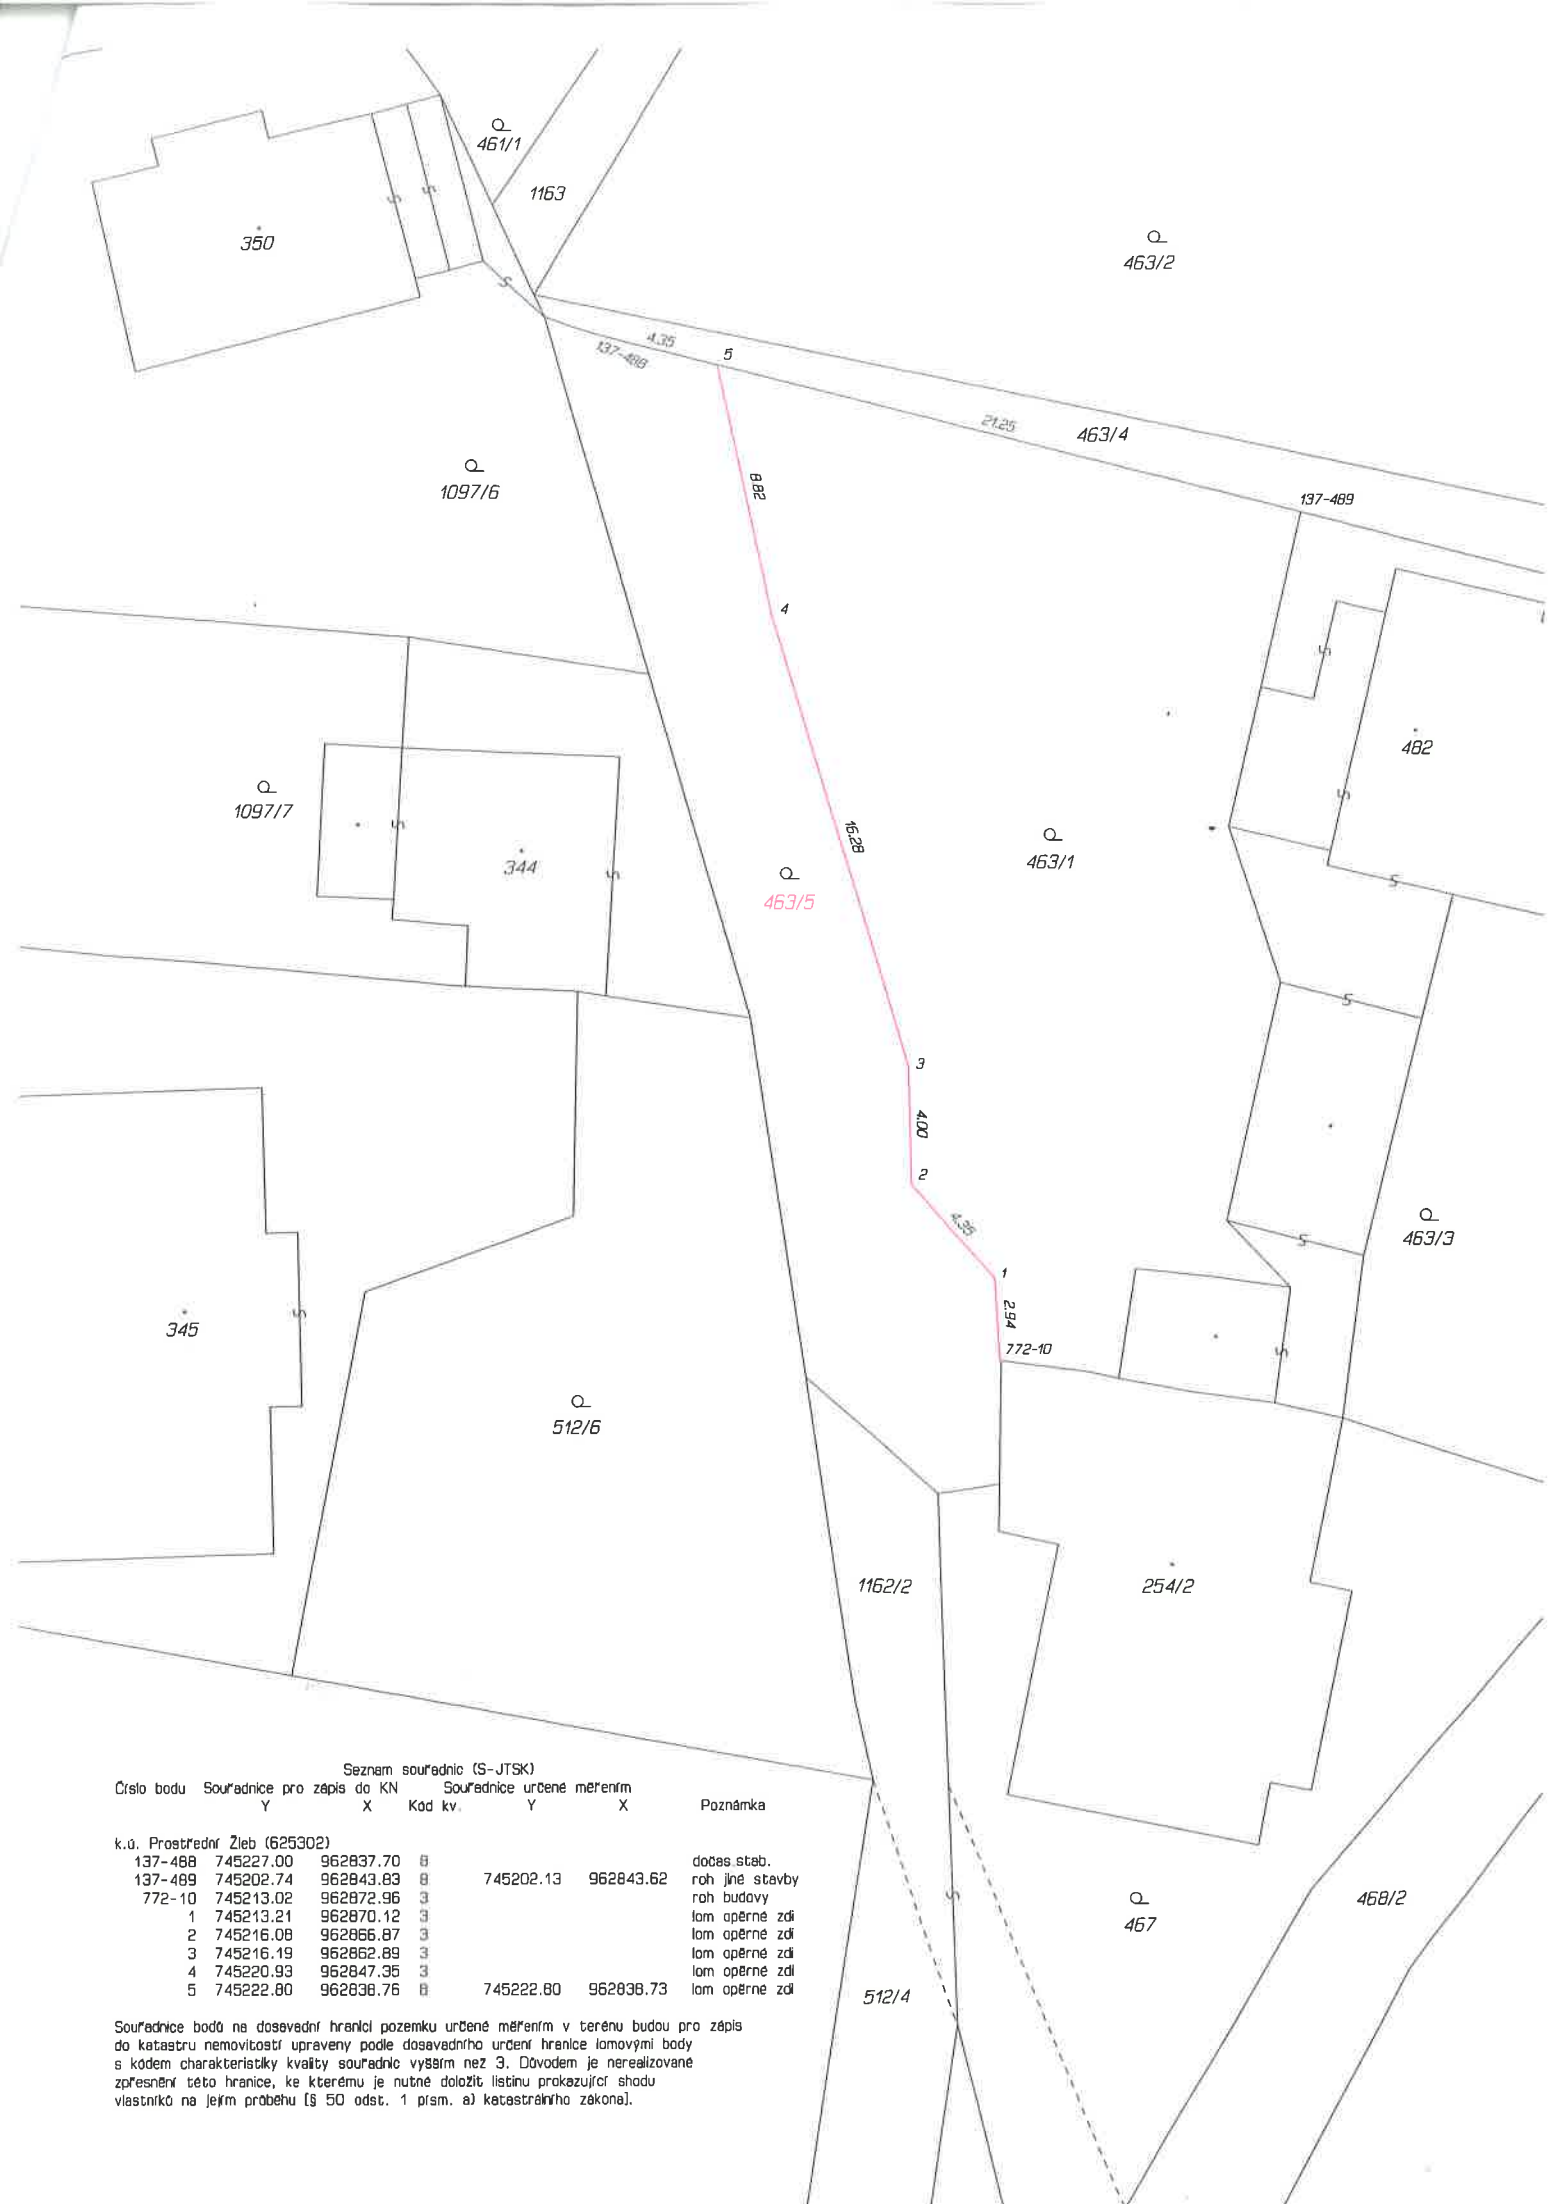 461/1
1163
350
463/2
4.35
137-488
5
21.25
463/4
1097/6
8.82
137-489
4
482
1097/7
344
16.28
463/1
463/5
3
4.00
2
4.35
463/3
1
2.94
345
772-10
512/6
1162/2
254/2
467
468/2
512/4
Seznam souřadnic (S-JTSK)
Číslo bodu Souřadnice pro zápis do KN Souřadnice určené měřením
Y X Kód kv. Y X Poznámka
k.ú. Prostřední Žleb (625302)
137-488 745227.00 962837.70 8 dočas.stab.
137-489 745202.74 962843.83 8 745202.13 962843.62 roh jiné stavby
772-10 745213.02 962872.96 3 roh budovy
1 745213.21 962870.12 3 lom opěrné zdi
2 745216.08 962866.87 3 lom opěrné zdi
3 745216.19 962862.89 3 lom opěrné zdi
4 745220.93 962847.35 3 lom opěrné zdi
5 745222.80 962838.76 8 745222.80 962838.73 lom opěrné zdi
Souřadnice bodů na dosavadní hranici pozemku určené měřením v terénu budou pro zápis
do katastru nemovitostí upraveny podle dosavadního určení hranice lomovými body
s kódem charakteristiky kvality souřadnic vyšším než 3. Důvodem je nerealizované
zpřesnění této hranice, ke kterému je nutné doložit listinu prokazující shodu
vlastníků na jejím průběhu [§ 50 odst. 1 písm. a) katastrálního zákona].